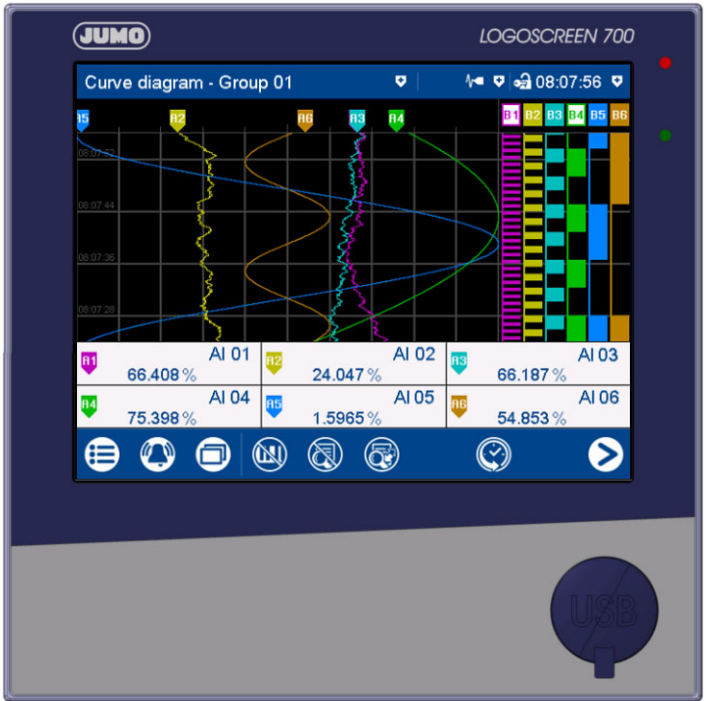 JUMO
LOGOSCREEN 700
Curve diagram - Group 01
08:07:56
A5 A2 A6 A3 A4 B1 B2 B3 B4 B5 B6
08:07:52
08:07:44
08:07:36
08:07:28
A1 AI 01 A2 AI 02 A3 AI 03
66.408 % 24.047 % 66.187 %
A4 AI 04 A5 AI 05 A6 AI 06
75.398 % 1.5965 % 54.853 %
USB